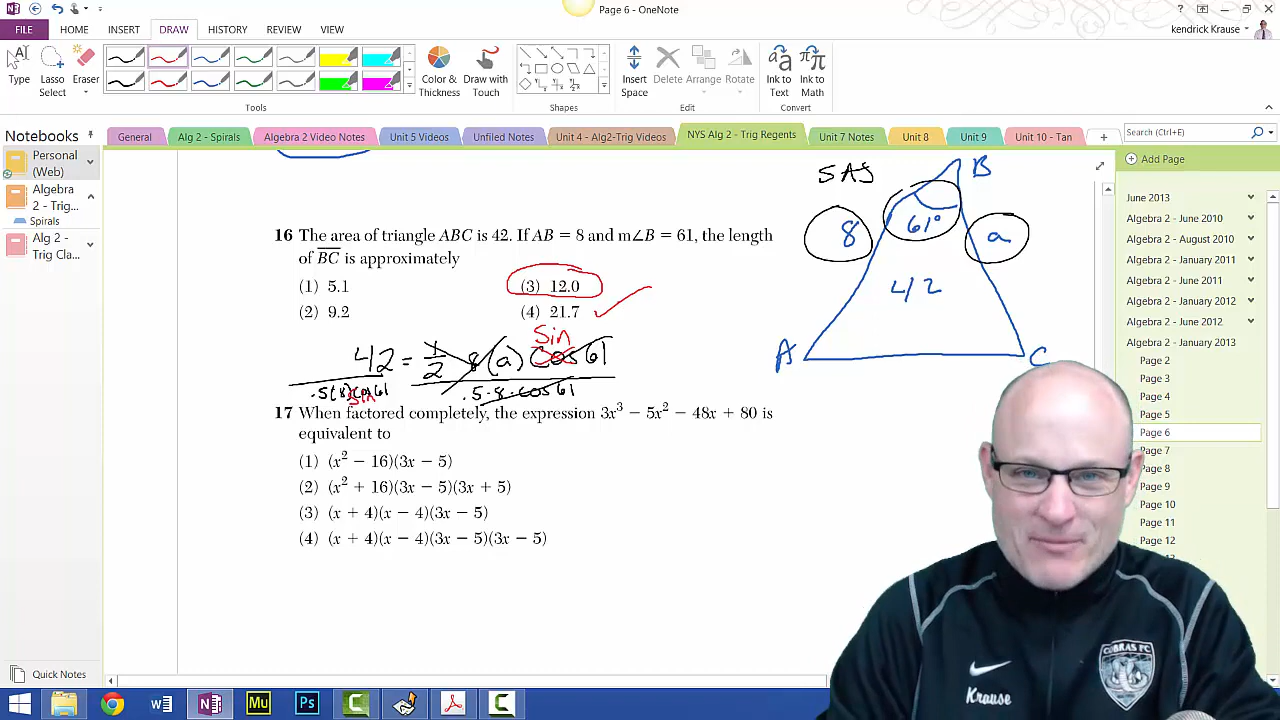 Page 6 - OneNote
FILE HOME INSERT DRAW HISTORY REVIEW VIEW
kendrick Krause
Type
Lasso Select
Eraser
Color & Thickness
Draw with Touch
Insert Space
Delete
Arrange
Rotate
Ink to Text
Ink to Math
Tools
Shapes
Edit
Convert
Notebooks
General Alg 2 - Spirals Algebra 2 Video Notes Unit 5 Videos Unfiled Notes Unit 4 - Alg2-Trig Videos NYS Alg 2 - Trig Regents Unit 7 Notes Unit 8 Unit 9 Unit 10 - Tan
Search (Ctrl+E)
Personal (Web)
Algebra 2 - Trig...
Spirals
Alg 2 - Trig Cla...
Add Page
June 2013
Algebra 2 - June 2010
Algebra 2 - August 2010
Algebra 2 - January 2011
Algebra 2 - June 2011
Algebra 2 - January 2012
Algebra 2 - June 2012
Algebra 2 - January 2013
Page 2
Page 3
Page 4
Page 5
Page 6
Page 7
Page 8
Page 9
Page 10
Page 11
Page 12
SAS
B
8
61°
a
42
A
C
16 The area of triangle ABC is 42. If AB = 8 and m∠B = 61, the length
of BC is approximately
(1) 5.1 (3) 12.0
(2) 9.2 (4) 21.7
Sin
42 = 1/2 8 (a) cos 61
.5(8)cos 61 .5·8·cos 61
Sin
17 When factored completely, the expression 3x³ − 5x² − 48x + 80 is
equivalent to
(1) (x² − 16)(3x − 5)
(2) (x² + 16)(3x − 5)(3x + 5)
(3) (x + 4)(x − 4)(3x − 5)
(4) (x + 4)(x − 4)(3x − 5)(3x − 5)
COBRAS FC
Krause
Quick Notes
Mu
Ps